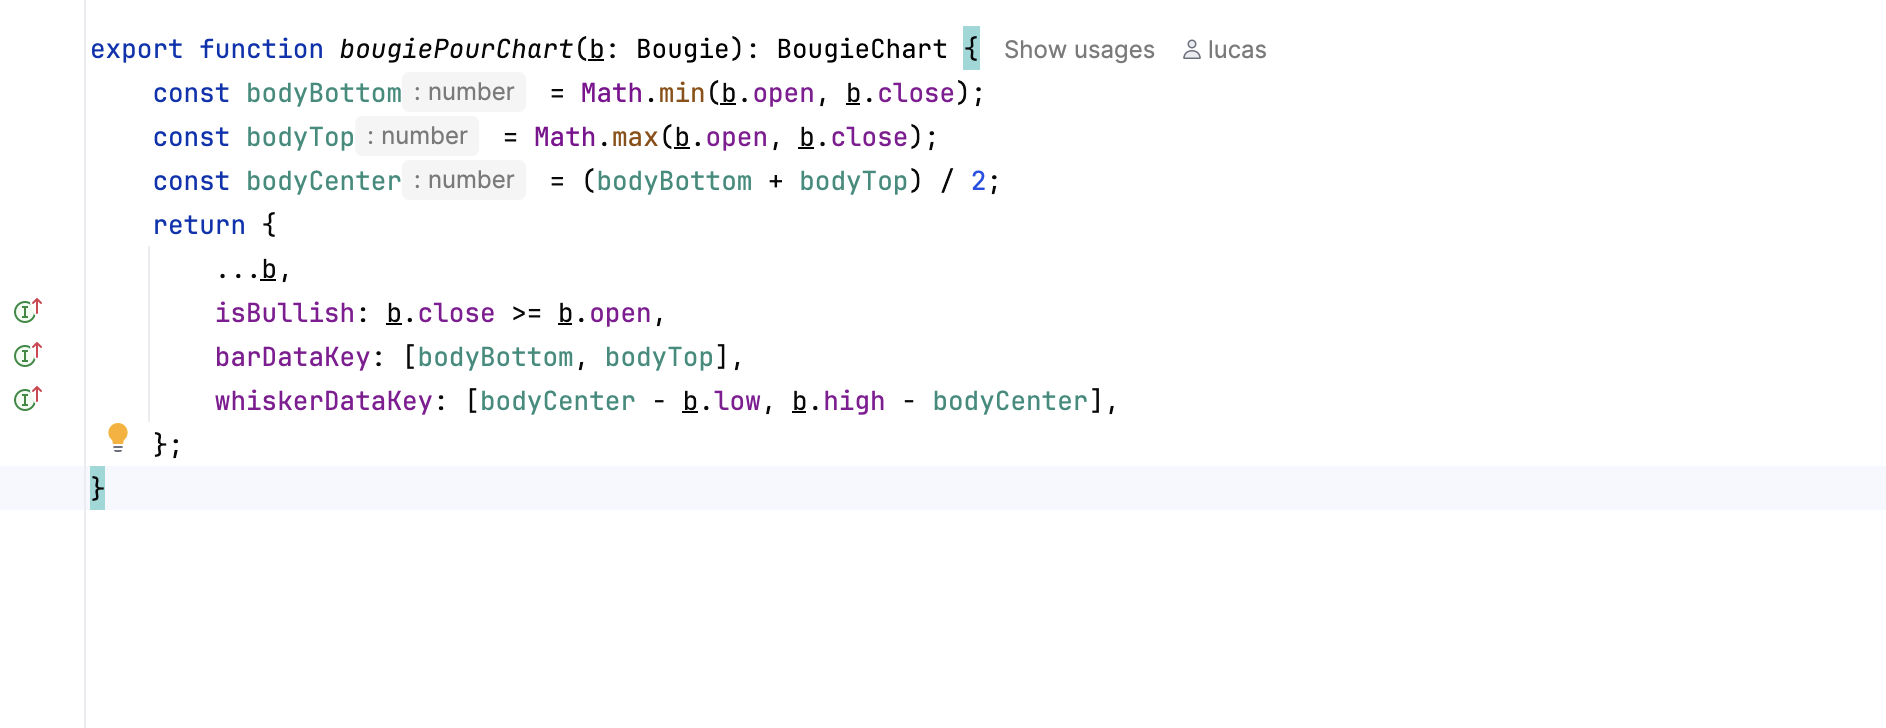 export function bougiePourChart(b: Bougie): BougieChart { Show usages lucas
const bodyBottom : number = Math.min(b.open, b.close);
const bodyTop : number = Math.max(b.open, b.close);
const bodyCenter : number = (bodyBottom + bodyTop) / 2;
return {
...b,
isBullish: b.close >= b.open,
barDataKey: [bodyBottom, bodyTop],
whiskerDataKey: [bodyCenter - b.low, b.high - bodyCenter],
};
}